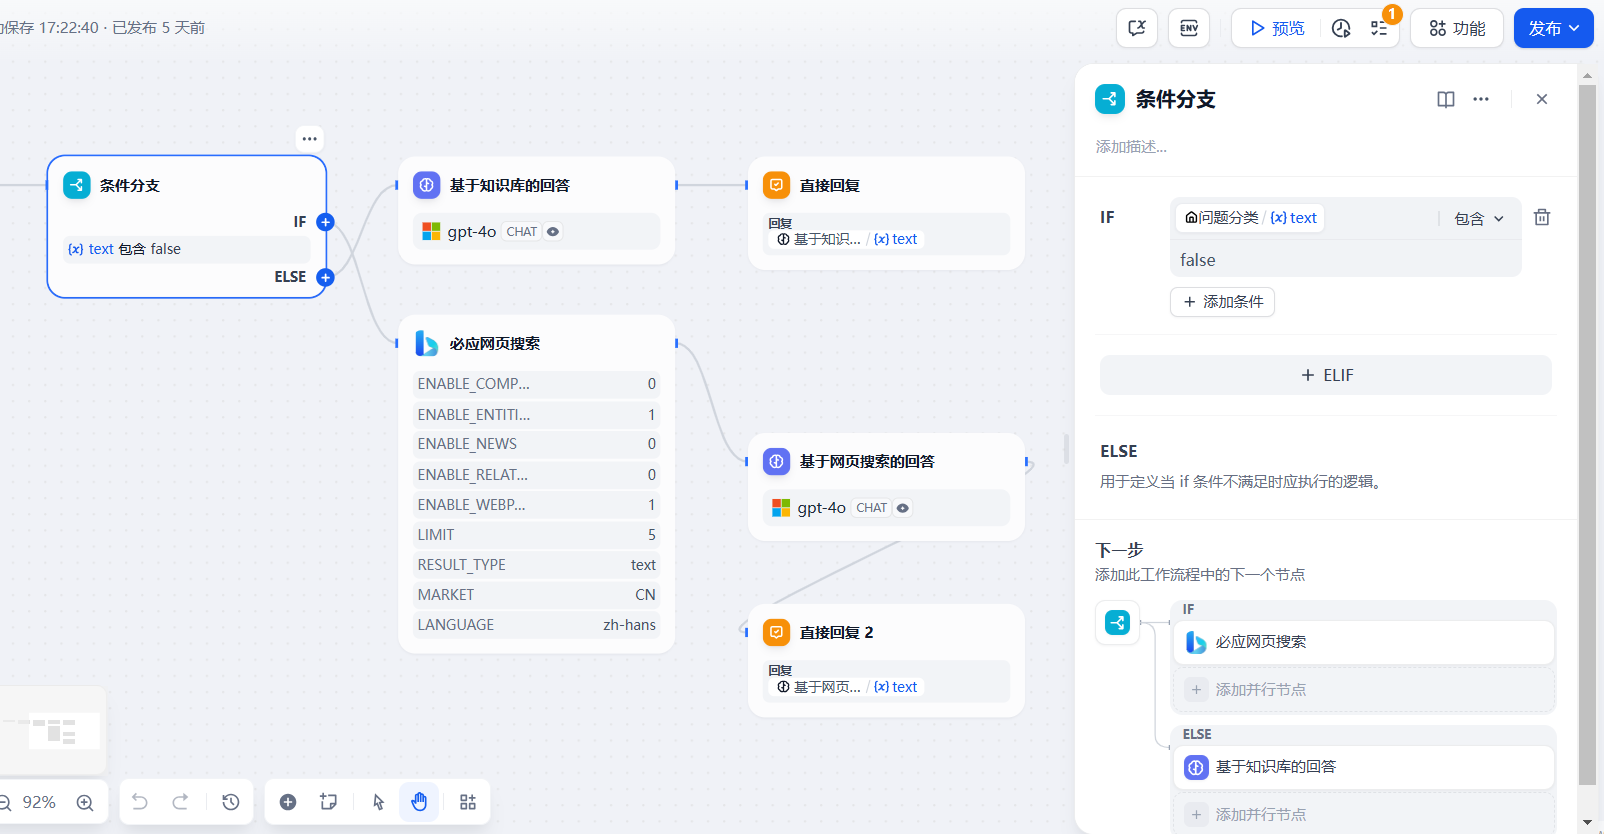 保存 17:22:40 · 已发布 5 天前
ENV
预览
1
功能
发布
条件分支
IF
{x} text 包含 false
ELSE
基于知识库的回答
gpt-4o CHAT
直接回复
回复
基于知识... / {x} text
必应网页搜索
ENABLE_COMP... 0
ENABLE_ENTITI... 1
ENABLE_NEWS 0
ENABLE_RELAT... 0
ENABLE_WEBP... 1
LIMIT 5
RESULT_TYPE text
MARKET CN
LANGUAGE zh-hans
基于网页搜索的回答
gpt-4o CHAT
直接回复 2
回复
基于网页... / {x} text
92%
条件分支
添加描述...
IF
问题分类 / {x} text
包含
false
+ 添加条件
+ ELIF
ELSE
用于定义当 if 条件不满足时应执行的逻辑。
下一步
添加此工作流程中的下一个节点
IF
必应网页搜索
+ 添加并行节点
ELSE
基于知识库的回答
+ 添加并行节点